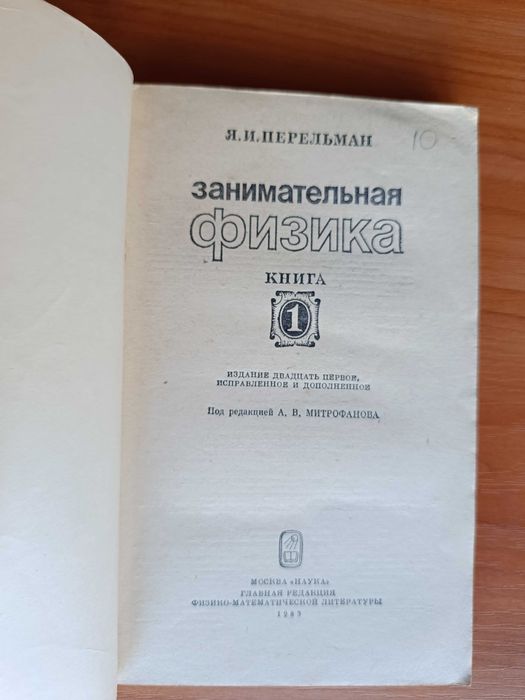 Я. И. ПЕРЕЛЬМАН
10
занимательная
физика
КНИГА
1
ИЗДАНИЕ ДВАДЦАТЬ ПЕРВОЕ,
ИСПРАВЛЕННОЕ И ДОПОЛНЕННОЕ
Под редакцией А. В. МИТРОФАНОВА
МОСКВА «НАУКА»
ГЛАВНАЯ РЕДАКЦИЯ
ФИЗИКО-МАТЕМАТИЧЕСКОЙ ЛИТЕРАТУРЫ
1983